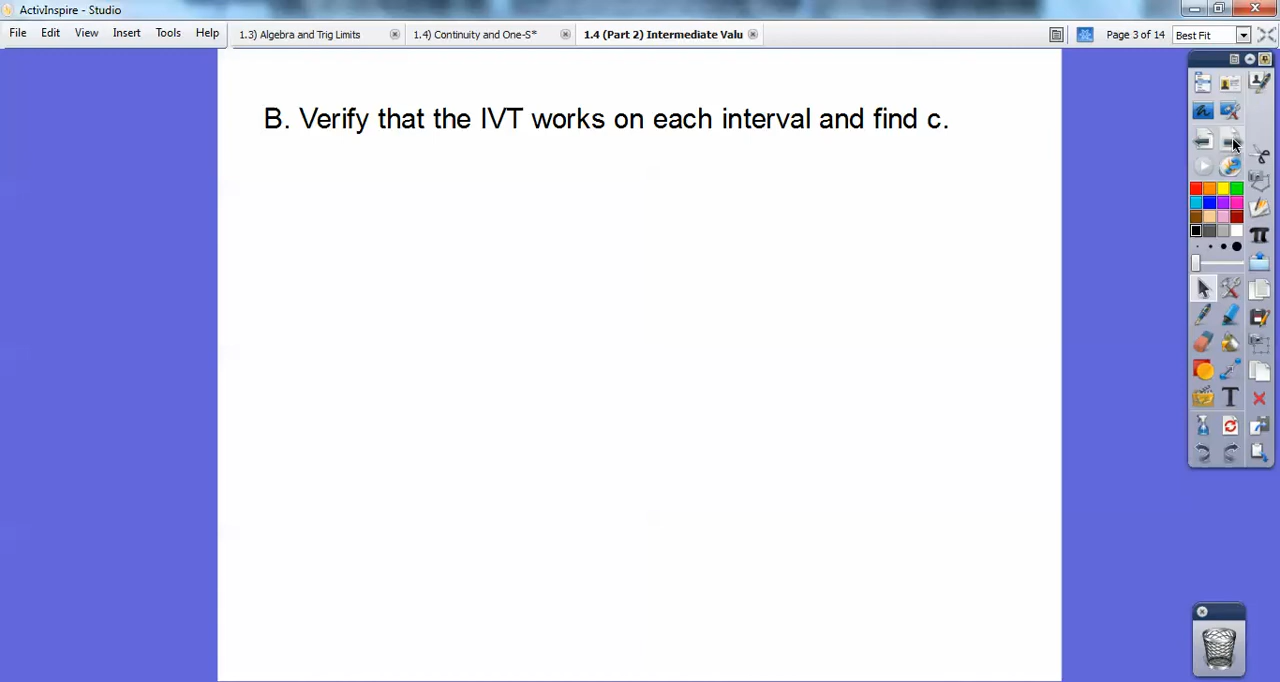 ActivInspire - Studio
File Edit View Insert Tools Help
1.3) Algebra and Trig Limits
1.4) Continuity and One-S*
1.4 (Part 2) Intermediate Valu
Page 3 of 14
Best Fit
B. Verify that the IVT works on each interval and find c.
T